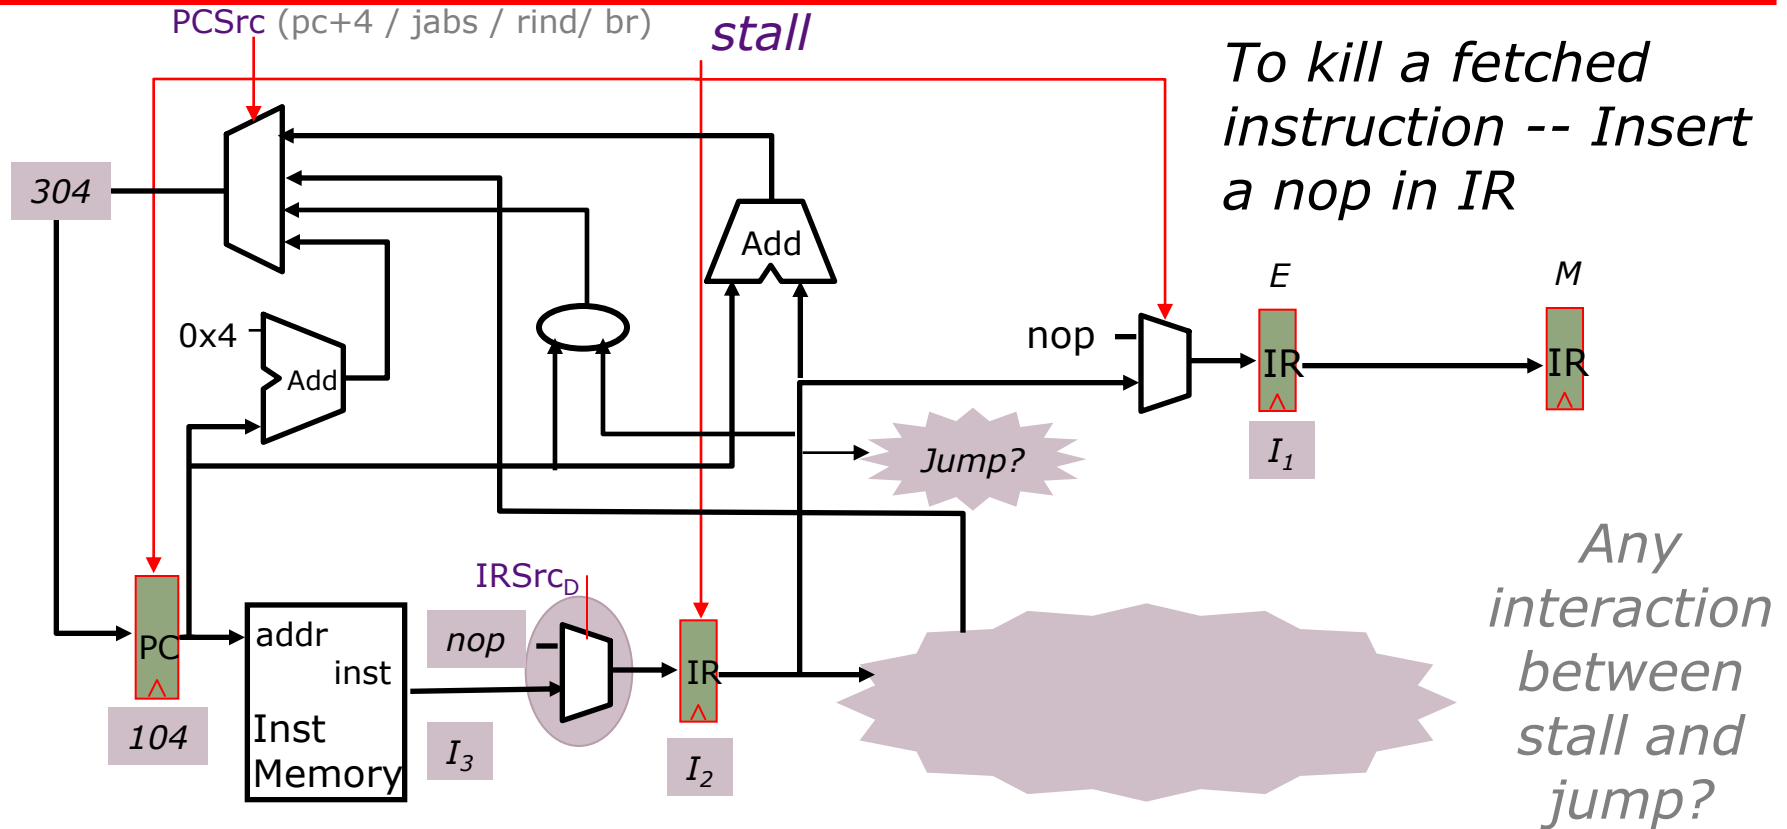 PCSrc (pc+4 / jabs / rind/ br)
stall
To kill a fetched
instruction -- Insert
a nop in IR
304
Add
E
M
0x4
Add
nop
IR
IR
Jump?
I1
IRSrcD
Any
interaction
between
stall and
jump?
PC
addr
inst
nop
IR
104
Inst
Memory
I3
I2